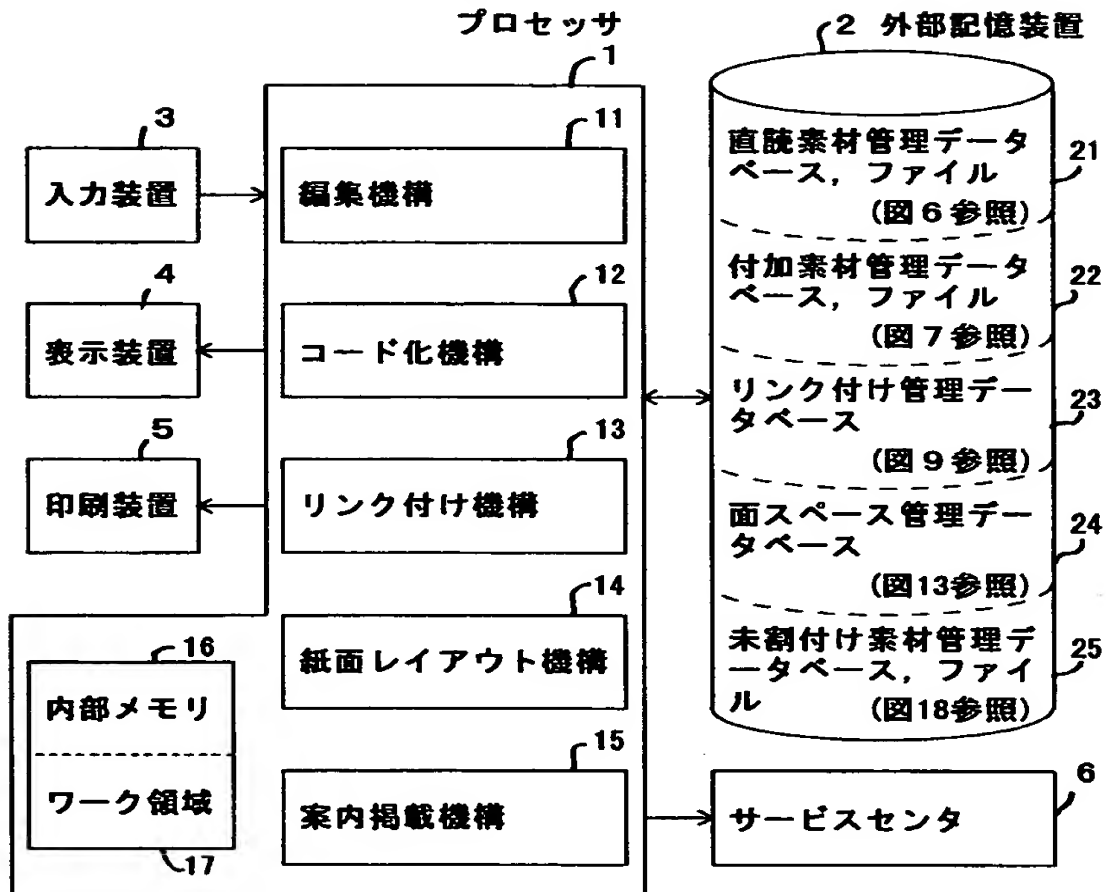 プロセッサ
1
3
入力装置
4
表示装置
5
印刷装置
11
編集機構
12
コード化機構
13
リンク付け機構
14
紙面レイアウト機構
15
案内掲載機構
16
内部メモリ
ワーク領域
17
2 外部記憶装置
直読素材管理データ
ベース，ファイル
(図6参照)
21
付加素材管理データ
ベース，ファイル
(図7参照)
22
リンク付け管理デー
タベース
(図9参照)
23
面スペース管理デー
タベース
(図13参照)
24
未割付け素材管理デ
ータベース，ファイ
ル
(図18参照)
25
6
サービスセンタ